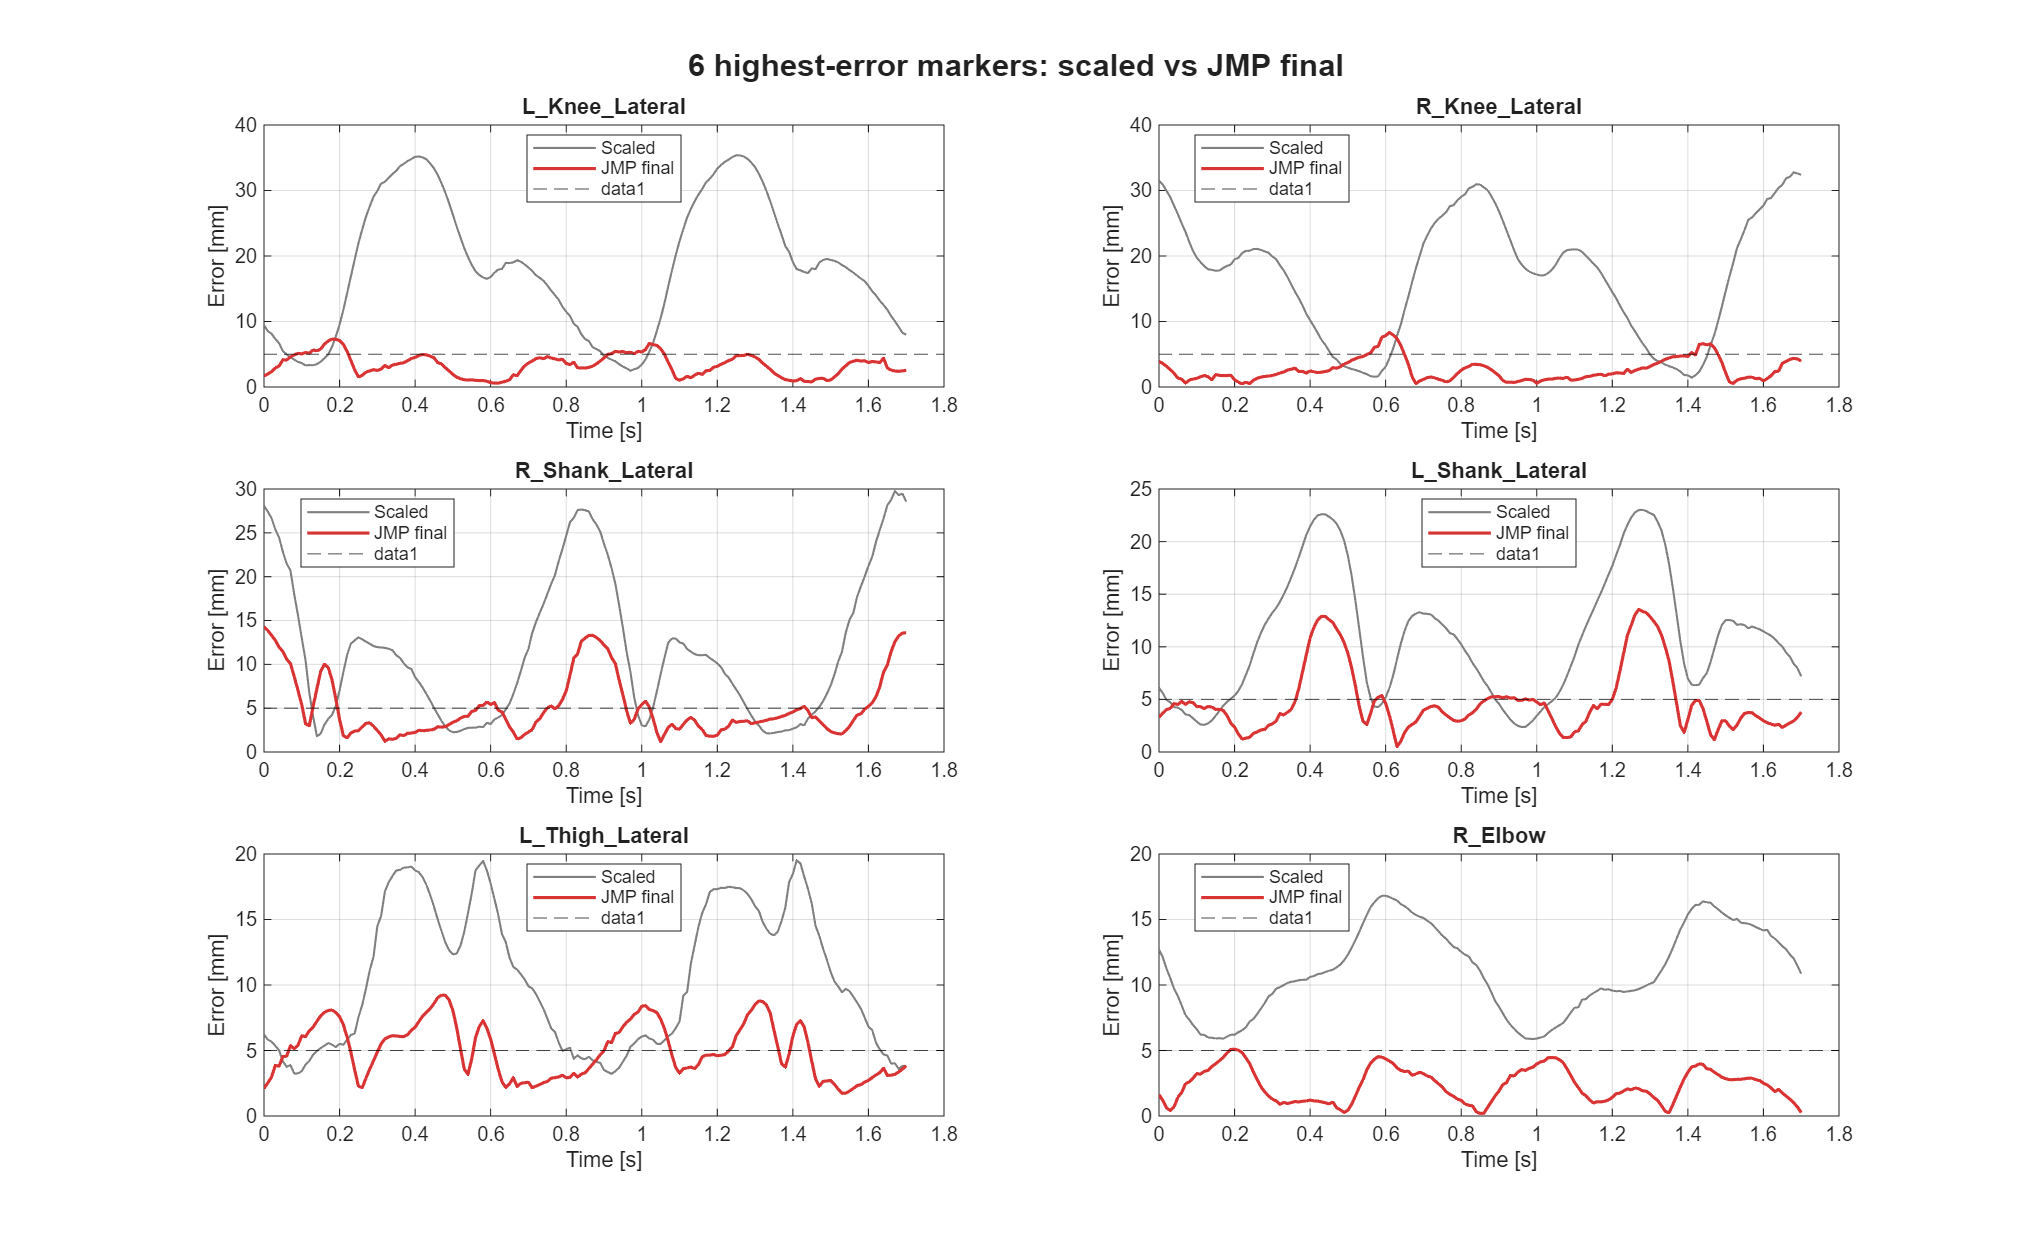 6 highest-error markers: scaled vs JMP final
L_Knee_Lateral
40
30
20
10
0
Error [mm]
Scaled
JMP final
data1
0 0.2 0.4 0.6 0.8 1 1.2 1.4 1.6 1.8
Time [s]
R_Knee_Lateral
40
30
20
10
0
Error [mm]
Scaled
JMP final
data1
0 0.2 0.4 0.6 0.8 1 1.2 1.4 1.6 1.8
Time [s]
R_Shank_Lateral
30
25
20
15
10
5
0
Error [mm]
Scaled
JMP final
data1
0 0.2 0.4 0.6 0.8 1 1.2 1.4 1.6 1.8
Time [s]
L_Shank_Lateral
25
20
15
10
5
0
Error [mm]
Scaled
JMP final
data1
0 0.2 0.4 0.6 0.8 1 1.2 1.4 1.6 1.8
Time [s]
L_Thigh_Lateral
20
15
10
5
0
Error [mm]
Scaled
JMP final
data1
0 0.2 0.4 0.6 0.8 1 1.2 1.4 1.6 1.8
Time [s]
R_Elbow
20
15
10
5
0
Error [mm]
Scaled
JMP final
data1
0 0.2 0.4 0.6 0.8 1 1.2 1.4 1.6 1.8
Time [s]